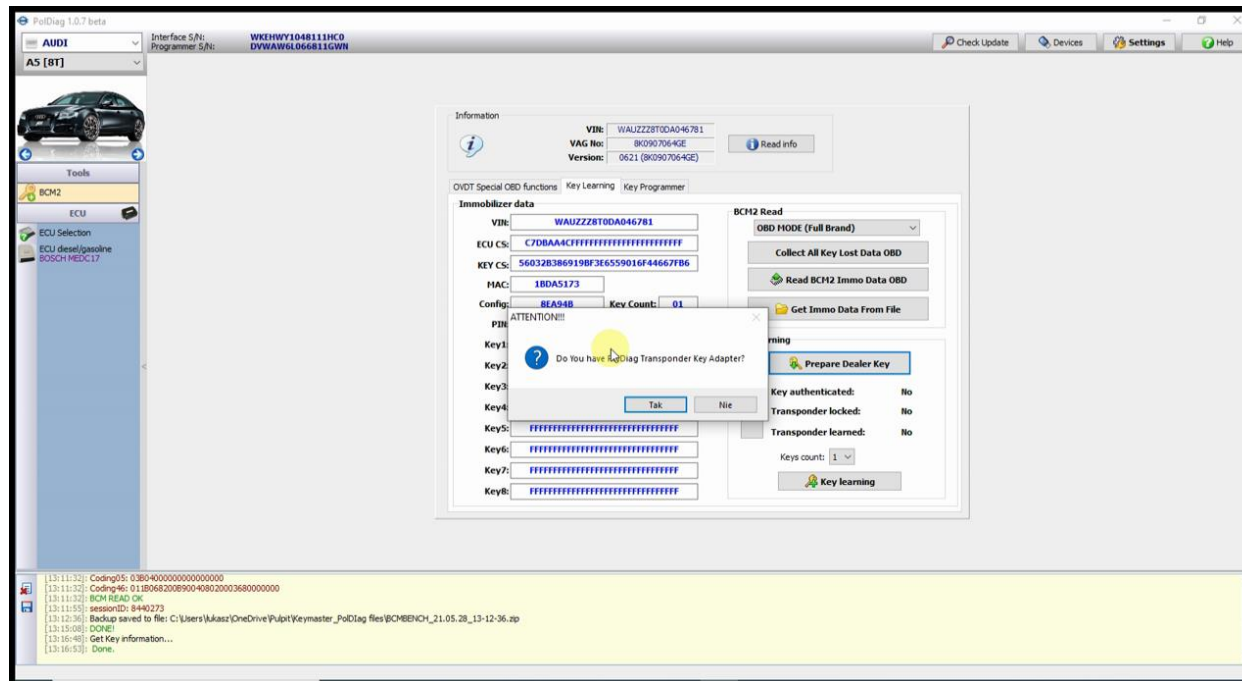 PolDiag 1.0.7 beta
AUDI
Interface S/N: WKEHWY1048111HC0
Programmer S/N: DVWAW6L066811GWN
Check Update
Devices
Settings
Help
A5 [8T]
Tools
BCM2
ECU
ECU Selection
ECU diesel/gasoline
BOSCH MEDC17
Information
VIN: WAUZZZ8T0DA046781
VAG No: 8K0907064GE
Version: 0621 (8K0907064GE)
Read info
OVDT Special OBD functions
Key Learning
Key Programmer
Immobilizer data
VIN: WAUZZZ8T0DA046781
ECU CS: C7DBAA4CFFFFFFFFFFFFFFFFFFFFFFFF
KEY CS: 56032B386919BF3E6559016F44667FB6
MAC: 1BDA5173
Config: 8EA94B Key Count: 01
PIN
Key1
Key2
Key3
Key4
Key5: FFFFFFFFFFFFFFFFFFFFFFFFFFFFFFFF
Key6: FFFFFFFFFFFFFFFFFFFFFFFFFFFFFFFF
Key7: FFFFFFFFFFFFFFFFFFFFFFFFFFFFFFFF
Key8: FFFFFFFFFFFFFFFFFFFFFFFFFFFFFFFF
BCM2 Read
OBD MODE (Full Brand)
Collect All Key Lost Data OBD
Read BCM2 Immo Data OBD
Get Immo Data From File
rning
Prepare Dealer Key
Key authenticated: No
Transponder locked: No
Transponder learned: No
Keys count: 1
Key learning
ATTENTION!!!
Do You have PolDiag Transponder Key Adapter?
Tak
Nie
[13:11:32]: Coding05: 03B04000000000000000
[13:11:32]: Coding46: 011B068200B900408020003680000000
[13:11:32]: BCM READ OK
[13:11:55]: sessionID: 8440273
[13:12:36]: Backup saved to file: C:\Users\lukasz\OneDrive\Pulpit\Keymaster_PolDIag files\BCMBENCH_21.05.28_13-12-36.zip
[13:15:08]: DONE!
[13:16:48]: Get Key information...
[13:16:53]: Done.